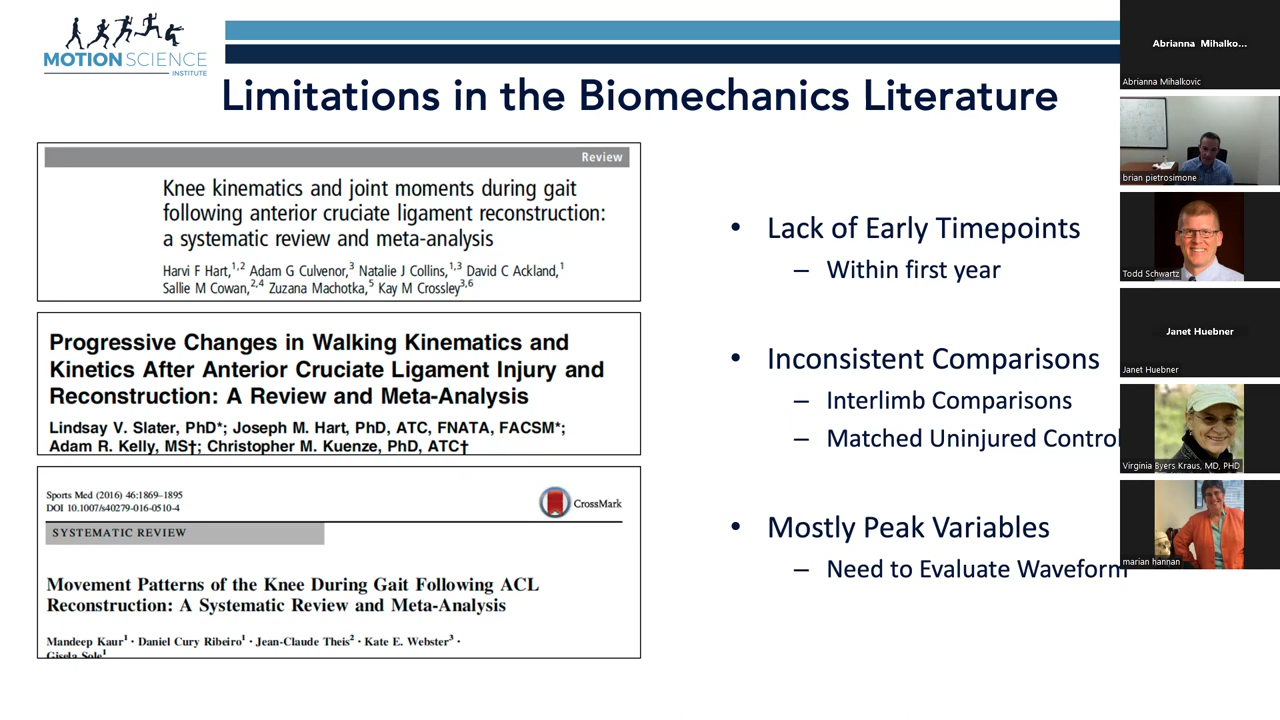 MOTION SCIENCE
INSTITUTE
Limitations in the Biomechanics Literature
Review
Knee kinematics and joint moments during gait
following anterior cruciate ligament reconstruction:
a systematic review and meta-analysis
Harvi F Hart,1,2 Adam G Culvenor,3 Natalie J Collins,1,3 David C Ackland,1
Sallie M Cowan,2,4 Zuzana Machotka,5 Kay M Crossley3,6
Progressive Changes in Walking Kinematics and
Kinetics After Anterior Cruciate Ligament Injury and
Reconstruction: A Review and Meta-Analysis
Lindsay V. Slater, PhD*; Joseph M. Hart, PhD, ATC, FNATA, FACSM*;
Adam R. Kelly, MS†; Christopher M. Kuenze, PhD, ATC†
Sports Med (2016) 46:1869–1895
DOI 10.1007/s40279-016-0510-4
CrossMark
SYSTEMATIC REVIEW
Movement Patterns of the Knee During Gait Following ACL
Reconstruction: A Systematic Review and Meta-Analysis
Mandeep Kaur1 · Daniel Cury Ribeiro1 · Jean-Claude Theis2 · Kate E. Webster3 ·
Gisela Sole1
• Lack of Early Timepoints
– Within first year
• Inconsistent Comparisons
– Interlimb Comparisons
– Matched Uninjured Control
• Mostly Peak Variables
– Need to Evaluate Waveform
Abrianna Mihalko...
Abrianna Mihalkovic
brian pietrosimone
Todd Schwartz
Janet Huebner
Janet Huebner
Virginia Byers Kraus, MD, PHD
marian hannan